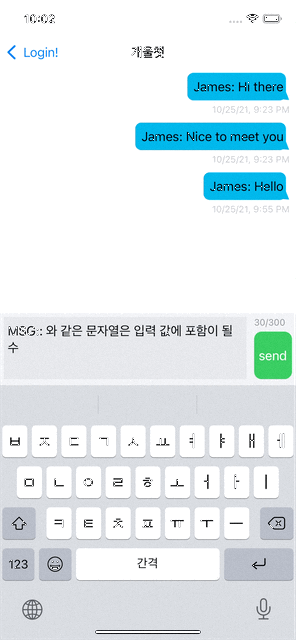 10:02
Login!
개울챗
James: Hi there
10/25/21, 9:23 PM
James: Nice to meet you
10/25/21, 9:23 PM
James: Hello
10/25/21, 9:55 PM
30/300
MSG:: 와 같은 문자열은 입력 값에 포함이 될
수
send
ㅂ ㅈ ㄷ ㄱ ㅅ ㅛ ㅕ ㅑ ㅐ ㅔ
ㅁ ㄴ ㅇ ㄹ ㅎ ㅗ ㅓ ㅏ ㅣ
ㅋ ㅌ ㅊ ㅍ ㅠ ㅜ ㅡ
123 간격